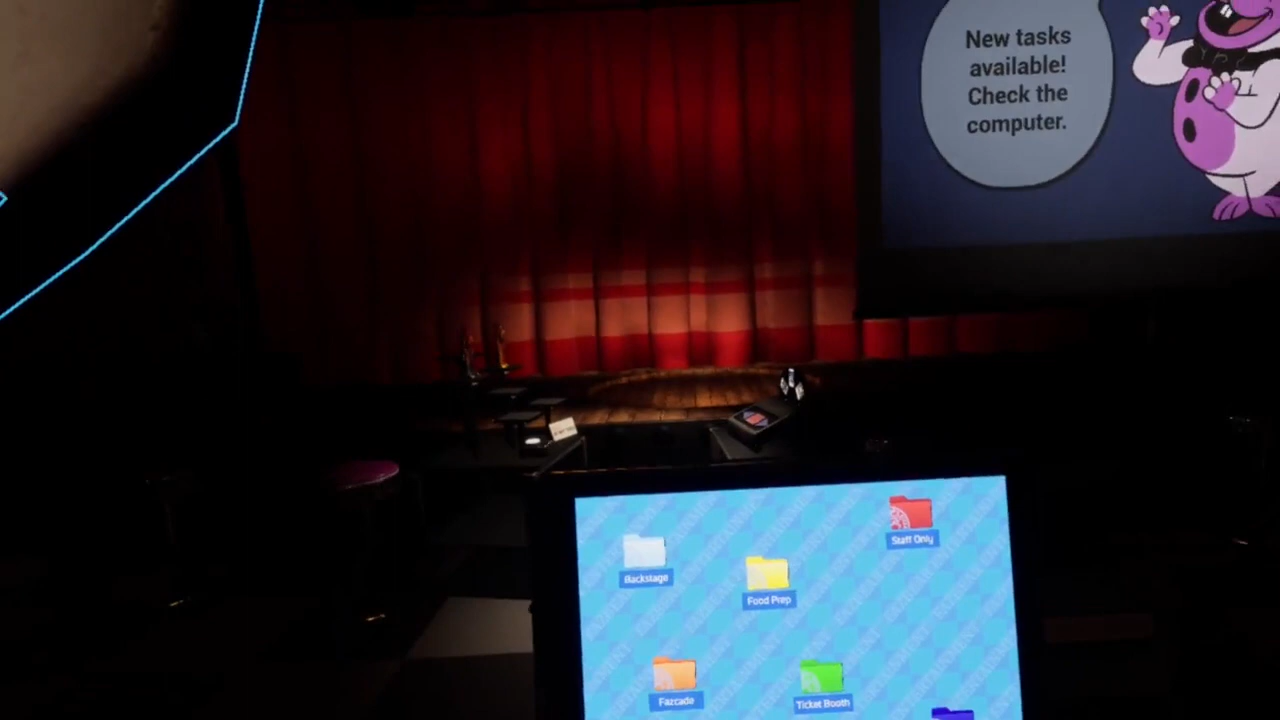 New tasks
available!
Check the
computer.
Staff Only
Backstage
Food Prep
Fazcade
Ticket Booth